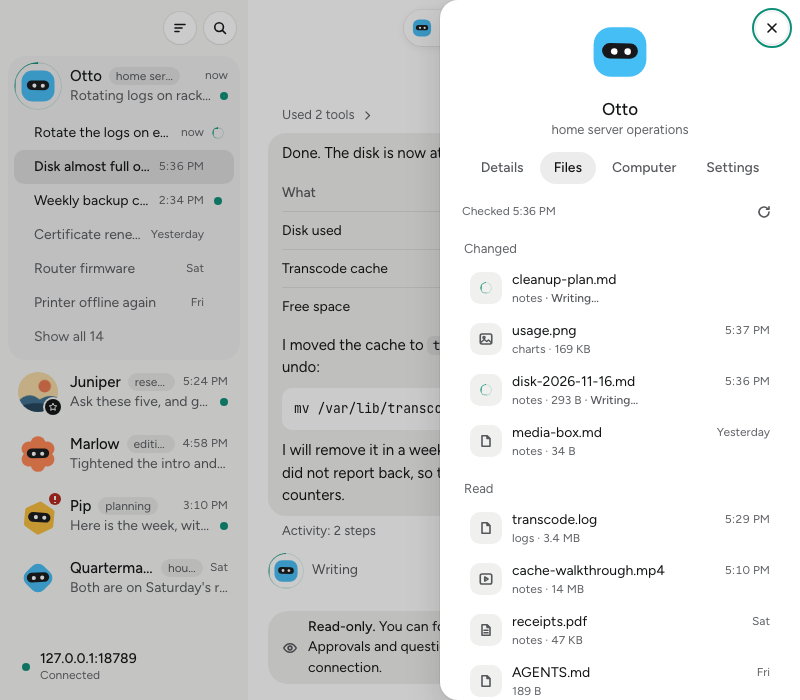 Otto
home ser...
now
Rotating logs on rack...
Rotate the logs on e...
now
Disk almost full o...
5:36 PM
Weekly backup c...
2:34 PM
Certificate rene...
Yesterday
Router firmware
Sat
Printer offline again
Fri
Show all 14
Juniper
rese...
5:24 PM
Ask these five, and g...
Marlow
editi...
4:58 PM
Tightened the intro and...
Pip
planning
3:10 PM
Here is the week, wit...
Quarterma...
hou...
Sat
Both are on Saturday's r...
127.0.0.1:18789
Connected
Used 2 tools
Done. The disk is now at
What
Disk used
Transcode cache
Free space
I moved the cache to
undo:
mv /var/lib/transco
I will remove it in a week
did not report back, so
counters.
Activity: 2 steps
Writing
Read-only. You can
Approvals and
connection.
Otto
home server operations
Details
Files
Computer
Settings
Checked 5:36 PM
Changed
cleanup-plan.md
notes · Writing...
usage.png
5:37 PM
charts · 169 KB
disk-2026-11-16.md
5:36 PM
notes · 293 B · Writing...
media-box.md
Yesterday
notes · 34 B
Read
transcode.log
5:29 PM
logs · 3.4 MB
cache-walkthrough.mp4
5:10 PM
notes · 14 MB
receipts.pdf
Sat
notes · 47 KB
AGENTS.md
Fri
189 B